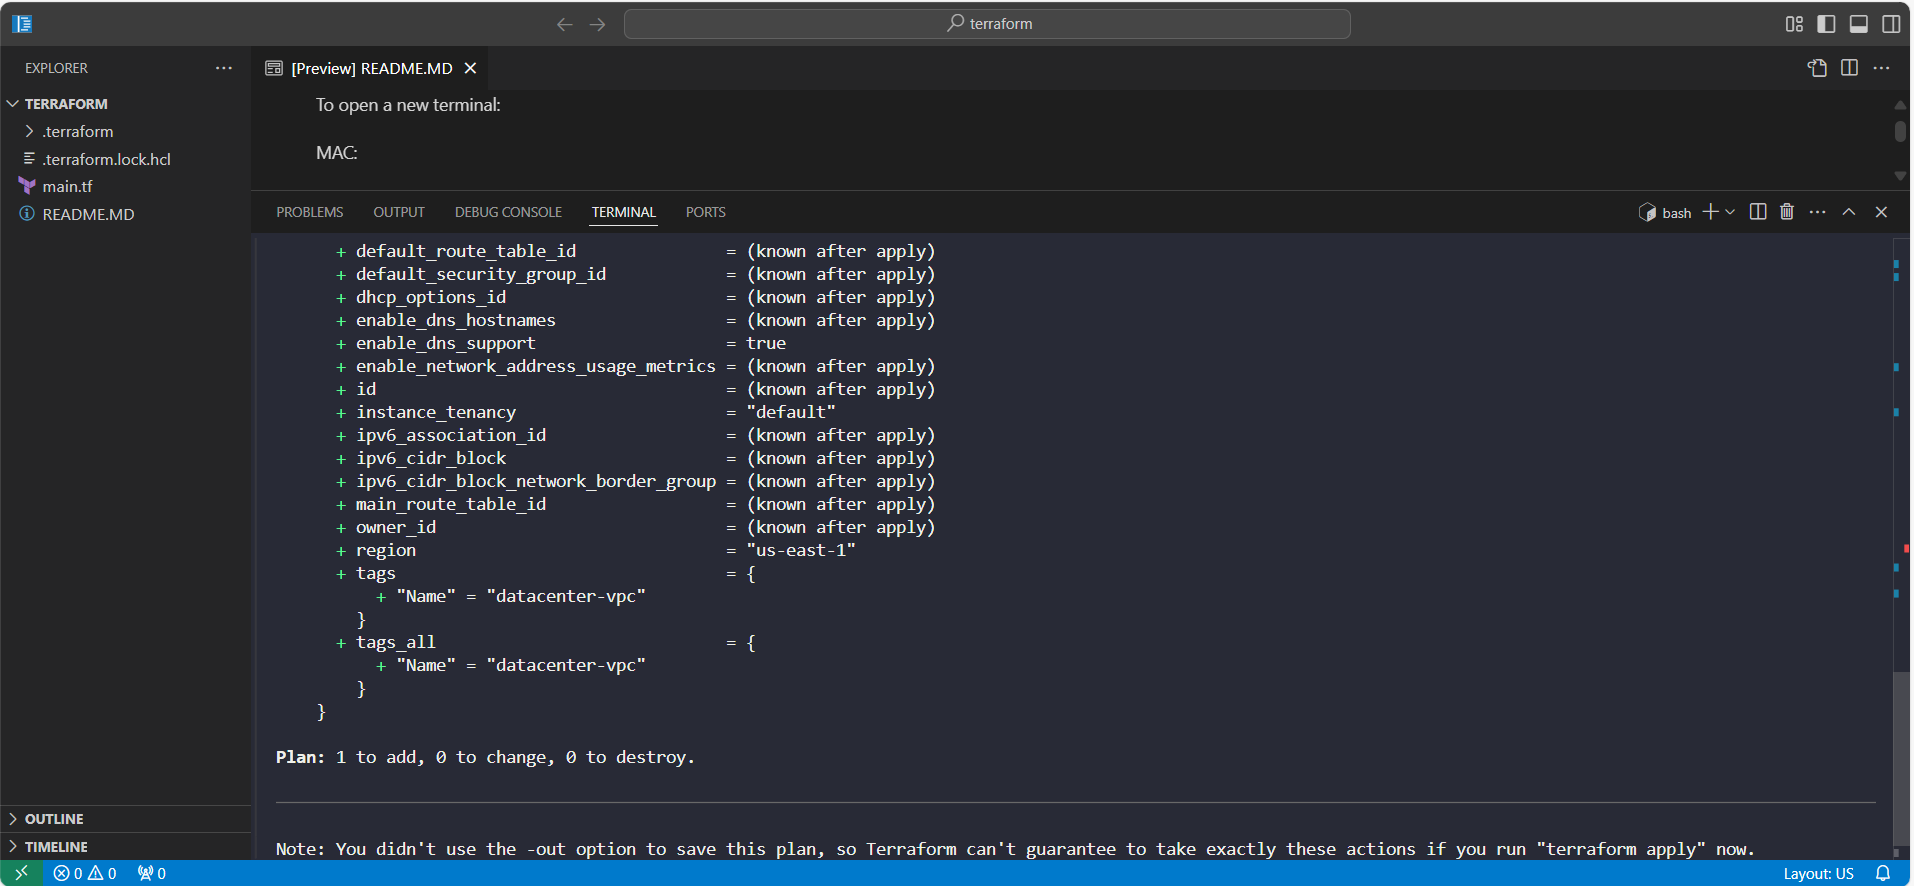 terraform
EXPLORER
[Preview] README.MD
TERRAFORM
.terraform
.terraform.lock.hcl
main.tf
README.MD
OUTLINE
TIMELINE
To open a new terminal:
MAC:
PROBLEMS OUTPUT DEBUG CONSOLE TERMINAL PORTS
bash
+ default_route_table_id = (known after apply)
+ default_security_group_id = (known after apply)
+ dhcp_options_id = (known after apply)
+ enable_dns_hostnames = (known after apply)
+ enable_dns_support = true
+ enable_network_address_usage_metrics = (known after apply)
+ id = (known after apply)
+ instance_tenancy = "default"
+ ipv6_association_id = (known after apply)
+ ipv6_cidr_block = (known after apply)
+ ipv6_cidr_block_network_border_group = (known after apply)
+ main_route_table_id = (known after apply)
+ owner_id = (known after apply)
+ region = "us-east-1"
+ tags = {
+ "Name" = "datacenter-vpc"
}
+ tags_all = {
+ "Name" = "datacenter-vpc"
}
}
Plan: 1 to add, 0 to change, 0 to destroy.
Note: You didn't use the -out option to save this plan, so Terraform can't guarantee to take exactly these actions if you run "terraform apply" now.
0 0 0
Layout: US